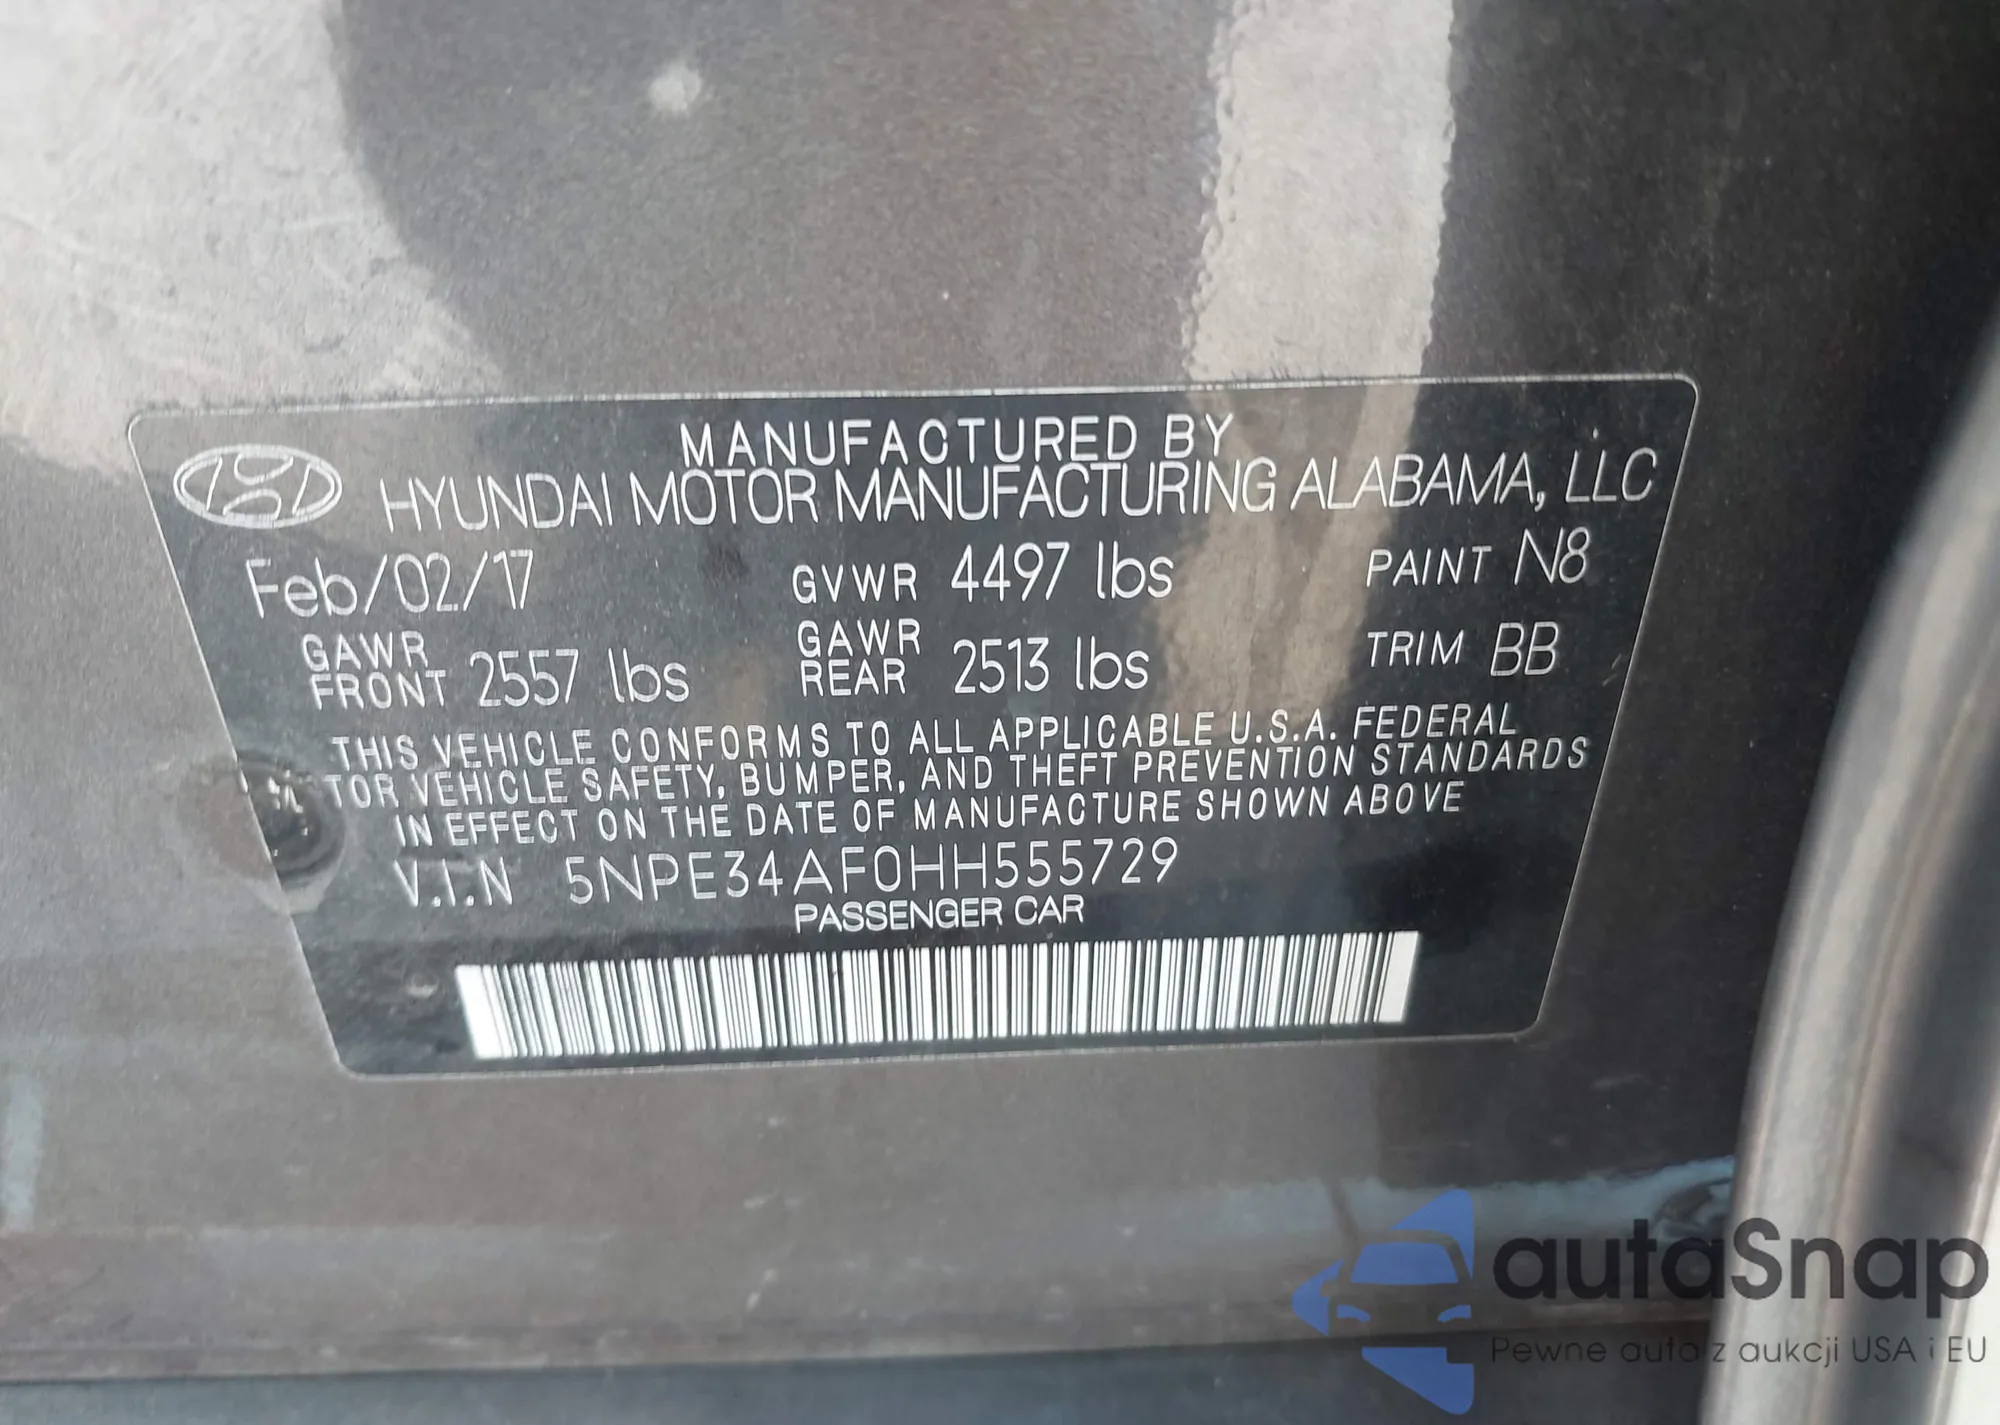 MANUFACTURED BY
HYUNDAI MOTOR MANUFACTURING ALABAMA, LLC
Feb/02/17 GVWR 4497 lbs PAINT N8
GAWR FRONT 2557 lbs GAWR REAR 2513 lbs TRIM BB
THIS VEHICLE CONFORMS TO ALL APPLICABLE U.S.A. FEDERAL
TOR VEHICLE SAFETY, BUMPER, AND THEFT PREVENTION STANDARDS
IN EFFECT ON THE DATE OF MANUFACTURE SHOWN ABOVE
V.I.N 5NPE34AF0HH555729
PASSENGER CAR
autaSnap
Pewne auta z aukcji USA i EU